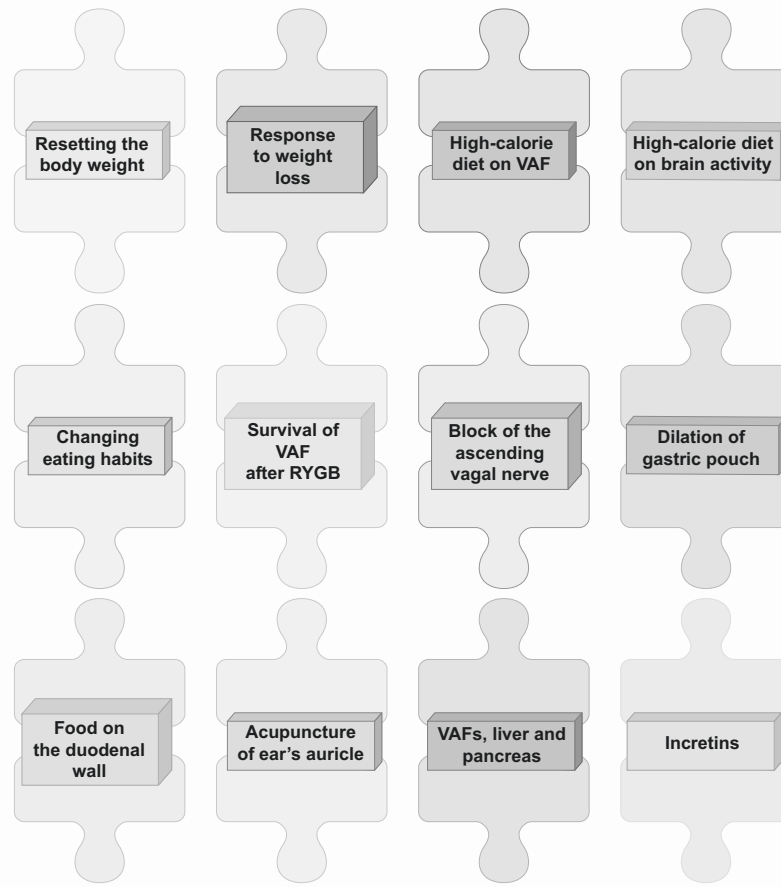 Resetting the
body weight
Response
to weight
loss
High-calorie
diet on VAF
High-calorie diet
on brain activity
Changing
eating habits
Survival of
VAF
after RYGB
Block of the
ascending
vagal nerve
Dilation of
gastric pouch
Food on
the duodenal
wall
Acupuncture
of ear's auricle
VAFs, liver and
pancreas
Incretins